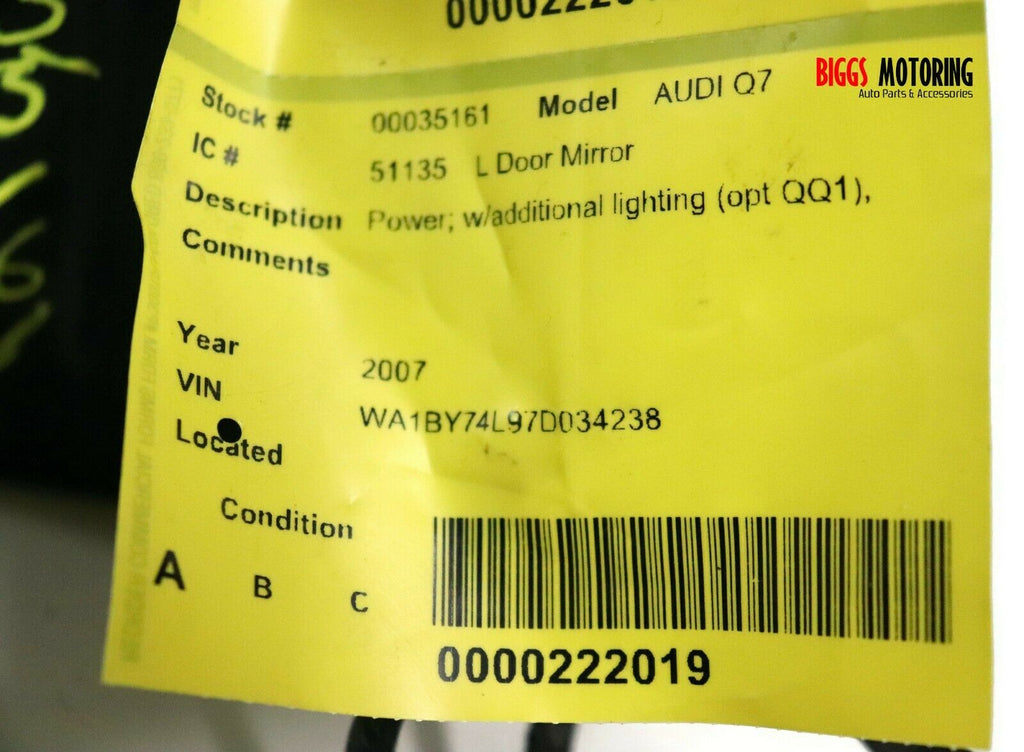 BIGGS MOTORING
Auto Parts & Accessories
Stock # 00035161 Model AUDI Q7
IC # 51135 L Door Mirror
Description Power; w/additional lighting (opt QQ1),
Comments
Year 2007
VIN WA1BY74L97D034238
Located
Condition
A B C
0000222019